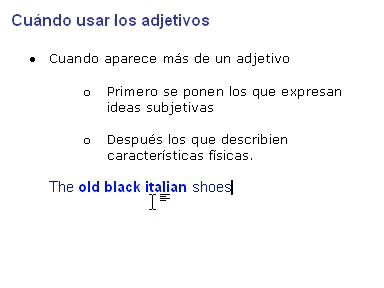 Cuándo usar los adjetivos
• Cuando aparece más de un adjetivo
o Primero se ponen los que expresan
ideas subjetivas
o Después los que describien
características físicas.
The old black italian shoes